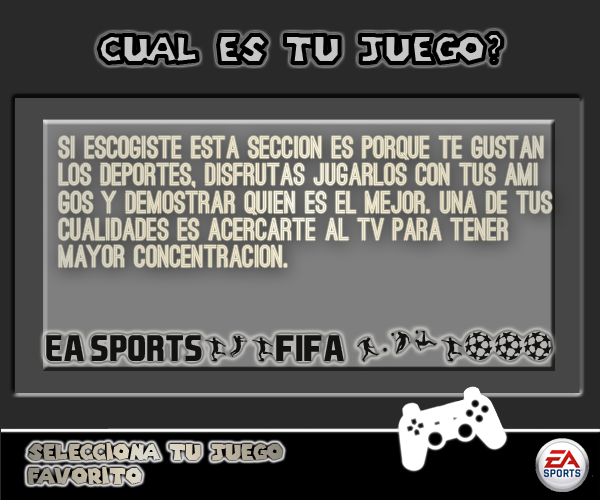 CUAL ES TU JUEGO?
SI ESCOGISTE ESTA SECCION ES PORQUE TE GUSTAN
LOS DEPORTES, DISFRUTAS JUGARLOS CON TUS AMI
GOS Y DEMOSTRAR QUIEN ES EL MEJOR. UNA DE TUS
CUALIDADES ES ACERCARTE AL TV PARA TENER
MAYOR CONCENTRACION.
EA SPORTS FIFA
SELECCIONA TU JUEGO
FAVORITO
EA
SPORTS